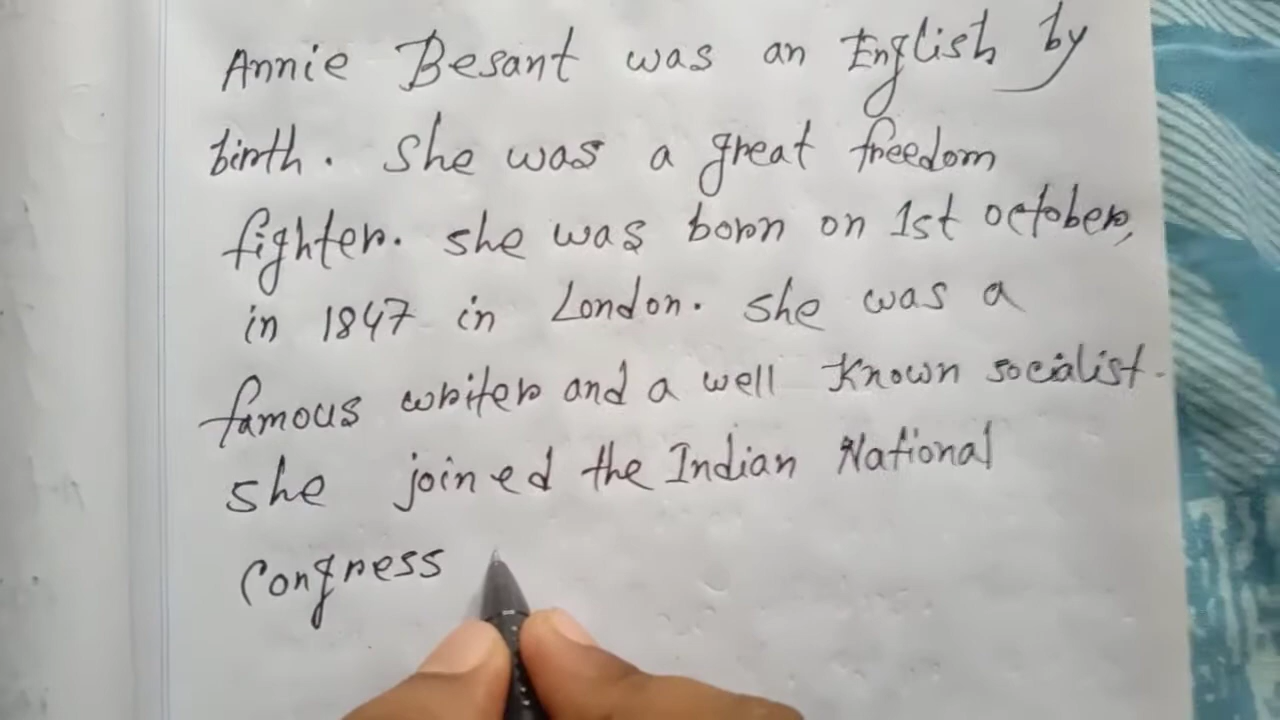 Annie Besant was an English by
birth. She was a great freedom
fighter. she was born on 1st october,
in 1847 in London. she was a
famous writer and a well known socialist.
she joined the Indian National
Congress